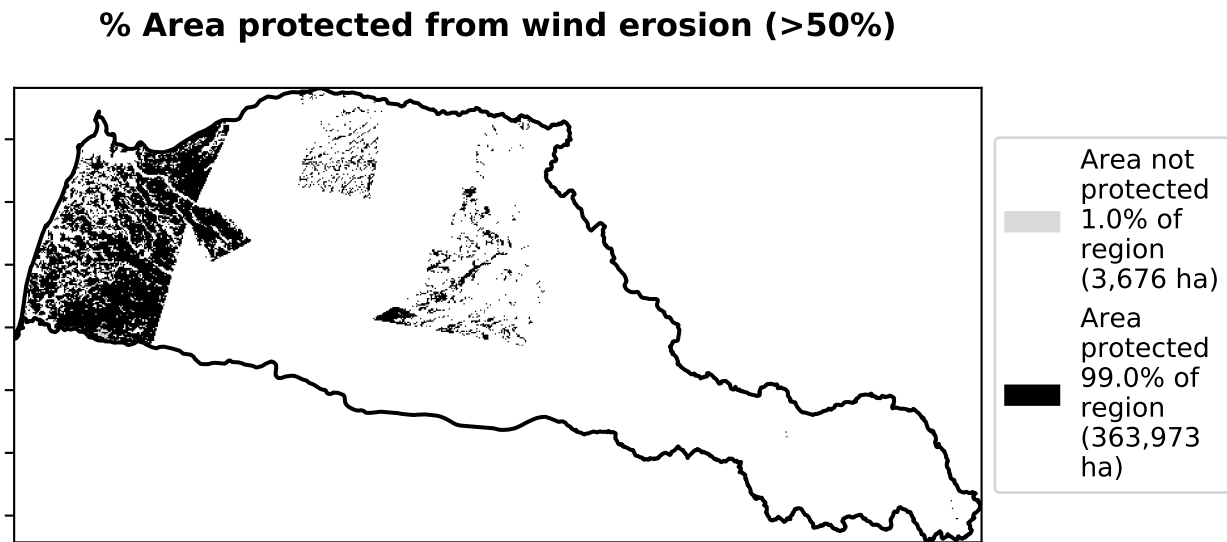 % Area protected from wind erosion (>50%)
Area not
protected
1.0% of
region
(3,676 ha)
Area
protected
99.0% of
region
(363,973
ha)